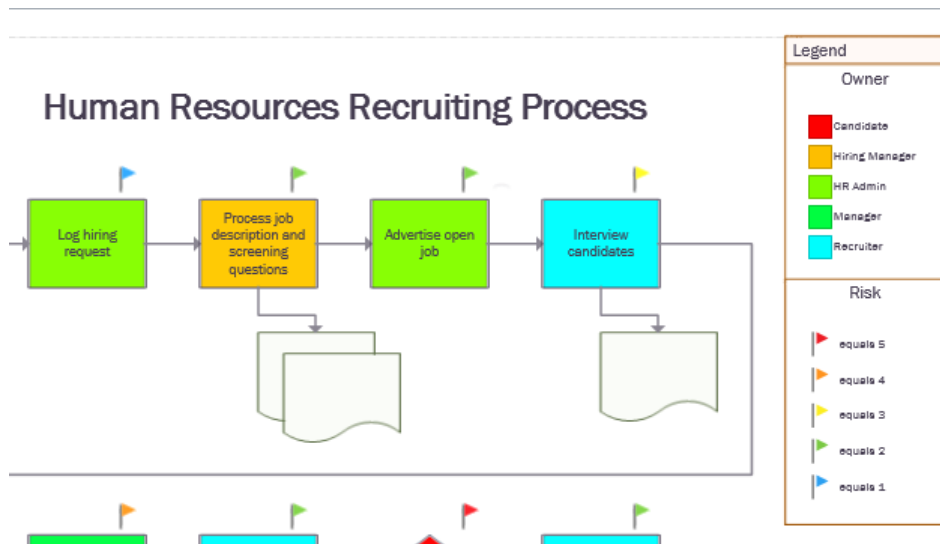 Legend
Owner
Human Resources Recruiting Process
Candidate
Hiring Manager
HR Admin
Manager
Recruiter
Log hiring
request
Process job
description and
screening
questions
Advertise open
job
Interview
candidates
Risk
equals 5
equals 4
equals 3
equals 2
equals 1